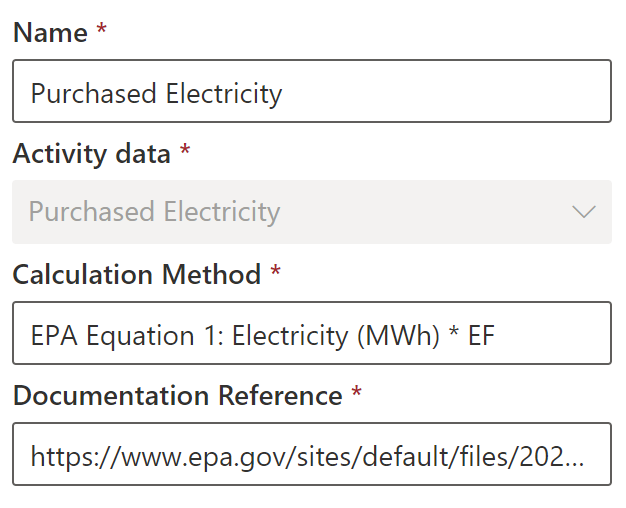 Name *
Purchased Electricity
Activity data *
Purchased Electricity
Calculation Method *
EPA Equation 1: Electricity (MWh) * EF
Documentation Reference *
https://www.epa.gov/sites/default/files/202...